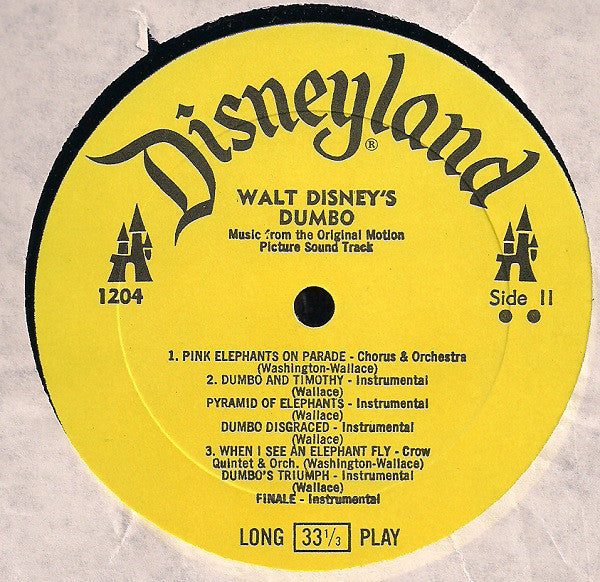 Disneyland
®
WALT DISNEY'S
DUMBO
Music from the Original Motion
Picture Sound Track
1204
Side II
1. PINK ELEPHANTS ON PARADE - Chorus & Orchestra
(Washington-Wallace)
2. DUMBO AND TIMOTHY - Instrumental
(Wallace)
PYRAMID OF ELEPHANTS - Instrumental
(Wallace)
DUMBO DISGRACED - Instrumental
(Wallace)
3. WHEN I SEE AN ELEPHANT FLY - Crow
Quintet & Orch. (Washington-Wallace)
DUMBO'S TRIUMPH - Instrumental
(Wallace)
FINALE - Instrumental
LONG 33 1/3 PLAY